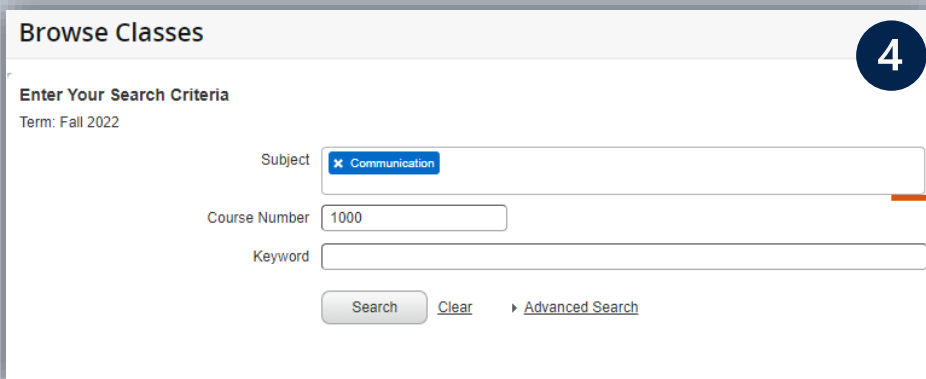 Browse Classes
4
Enter Your Search Criteria
Term: Fall 2022
Subject
× Communication
Course Number 1000
Keyword
Search Clear Advanced Search